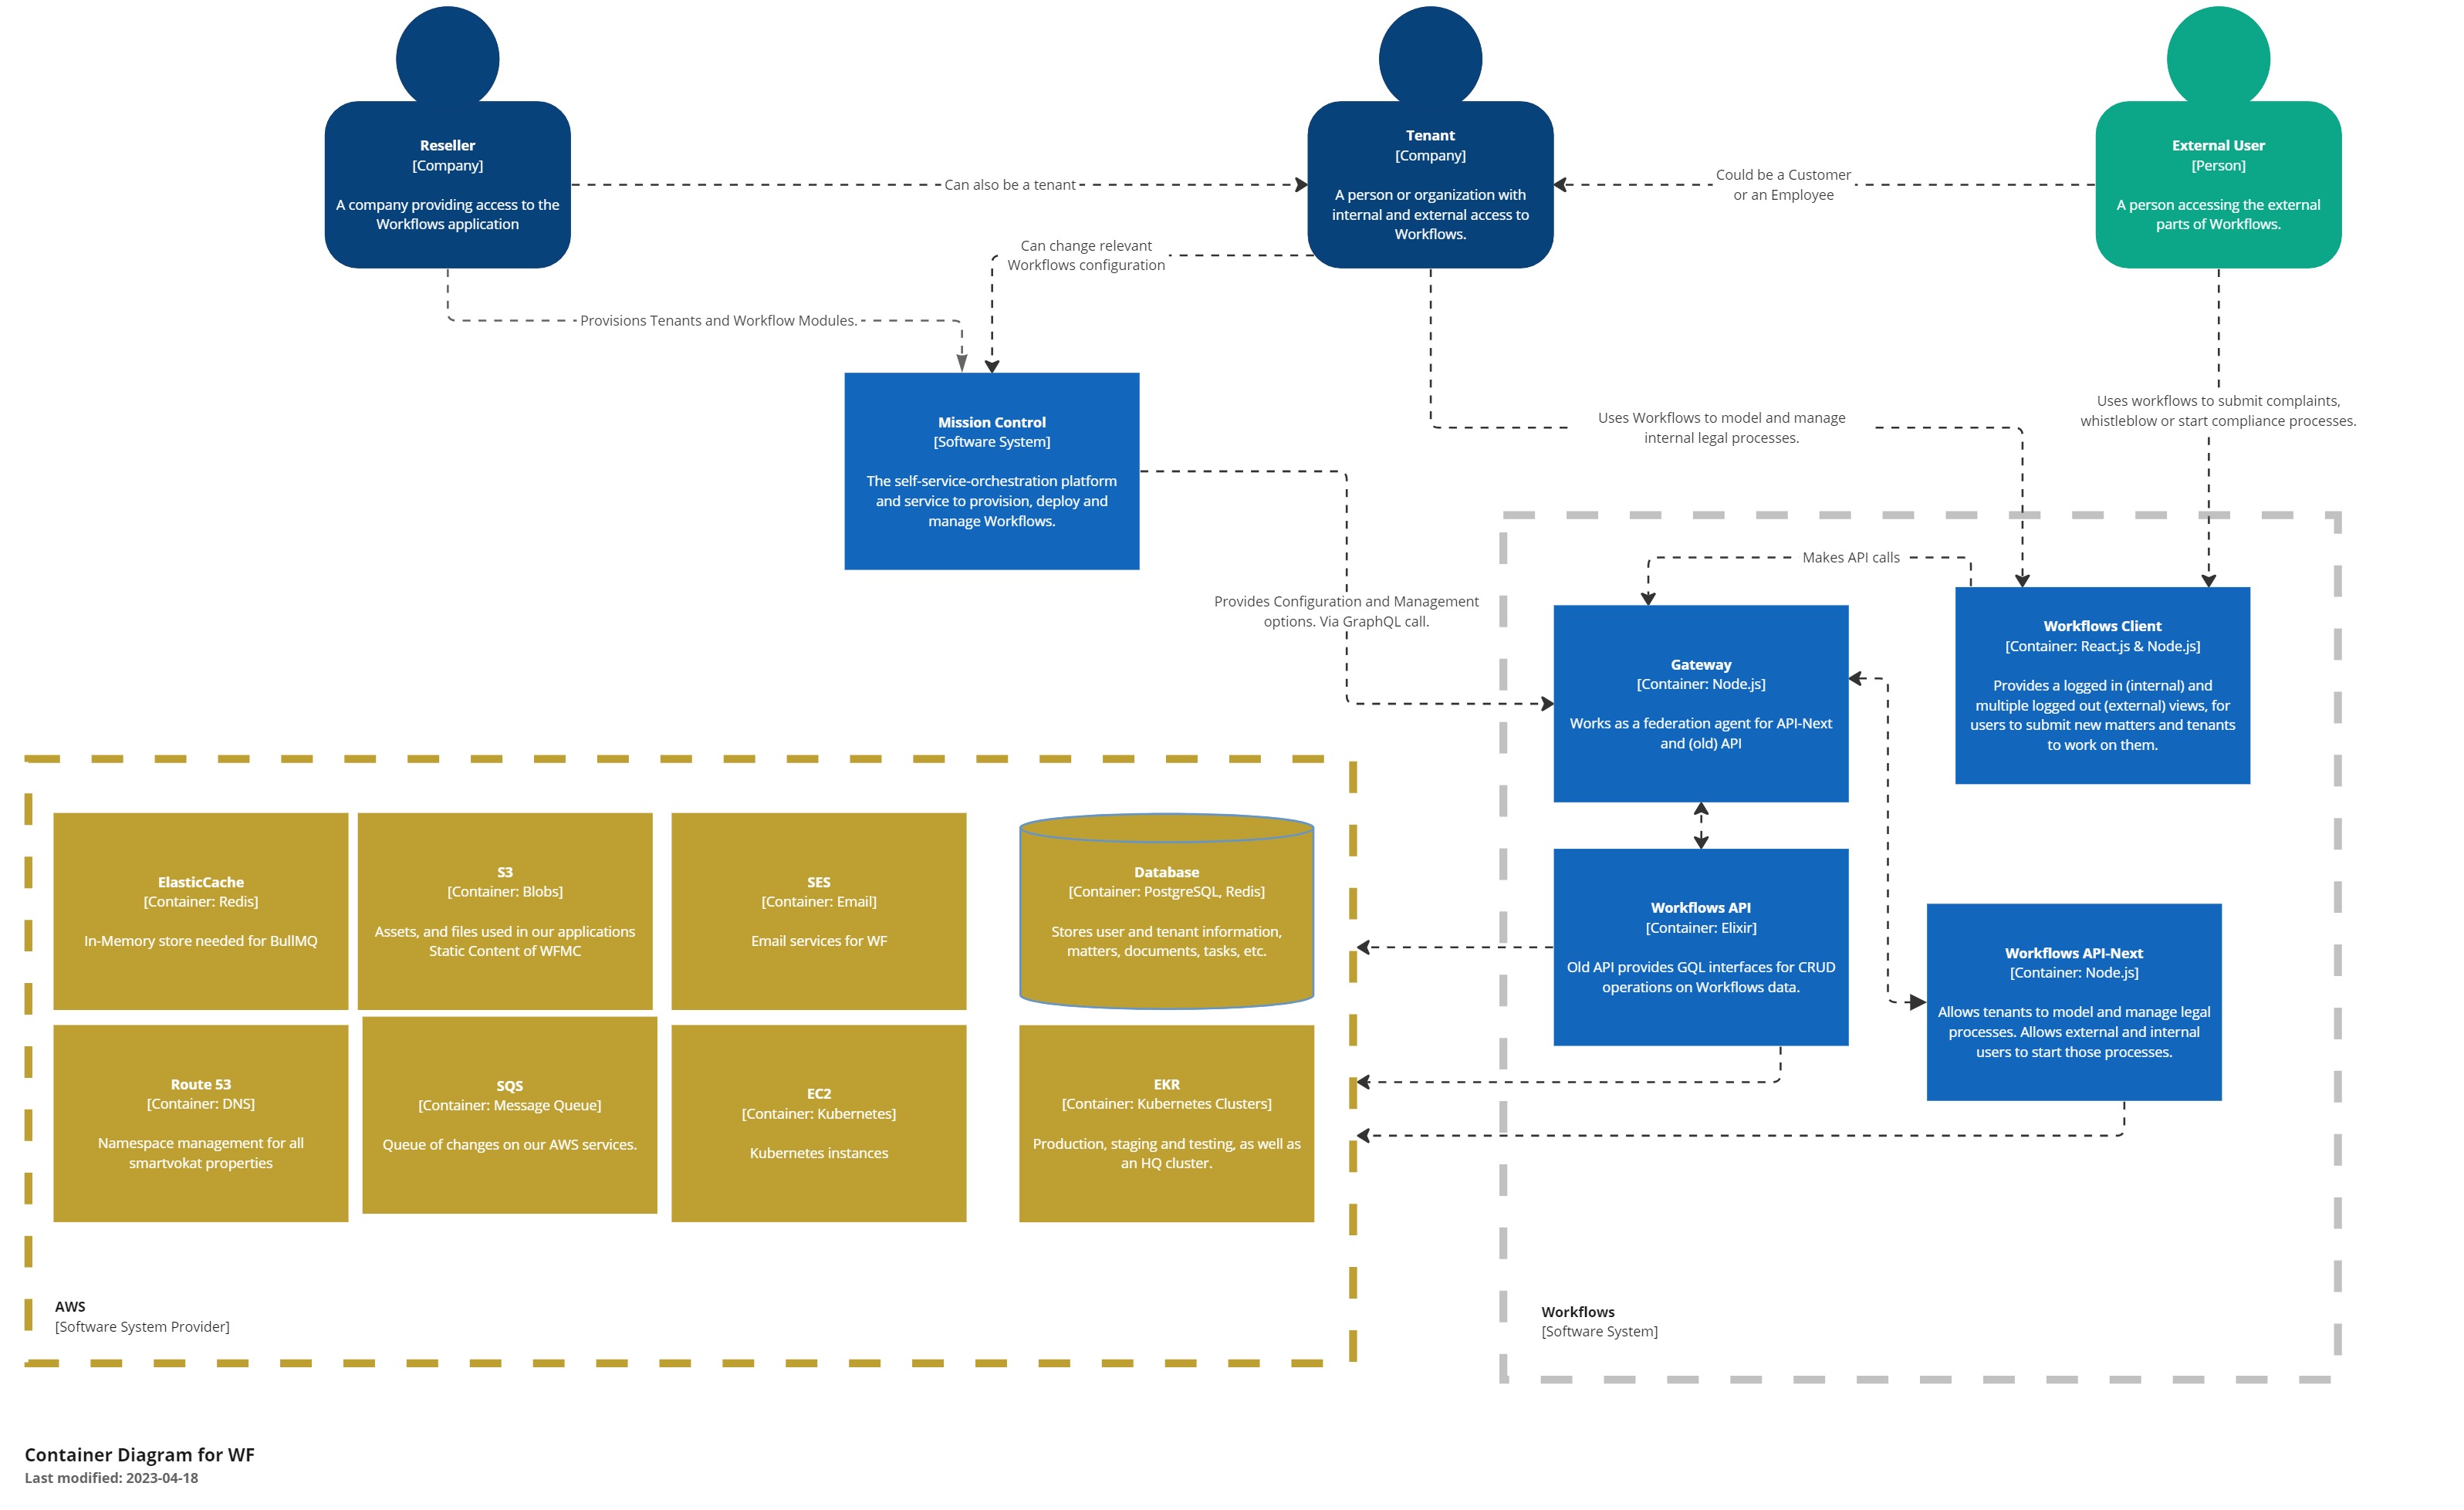 Reseller
[Company]
A company providing access to the
Workflows application
Can also be a tenant
Tenant
[Company]
A person or organization with
internal and external access to
Workflows.
Could be a Customer
or an Employee
External User
[Person]
A person accessing the external
parts of Workflows.
Can change relevant
Workflows configuration
Provisions Tenants and Workflow Modules.
Mission Control
[Software System]
The self-service-orchestration platform
and service to provision, deploy and
manage Workflows.
Uses Workflows to model and manage
internal legal processes.
Uses workflows to submit complaints,
whistleblow or start compliance processes.
Provides Configuration and Management
options. Via GraphQL call.
Makes API calls
Gateway
[Container: Node.js]
Works as a federation agent for API-Next
and (old) API
Workflows Client
[Container: React.js & Node.js]
Provides a logged in (internal) and
multiple logged out (external) views, for
users to submit new matters and tenants
to work on them.
Workflows API
[Container: Elixir]
Old API provides GQL interfaces for CRUD
operations on Workflows data.
Workflows API-Next
[Container: Node.js]
Allows tenants to model and manage legal
processes. Allows external and internal
users to start those processes.
Workflows
[Software System]
ElasticCache
[Container: Redis]
In-Memory store needed for BullMQ
S3
[Container: Blobs]
Assets, and files used in our applications
Static Content of WFMC
SES
[Container: Email]
Email services for WF
Database
[Container: PostgreSQL, Redis]
Stores user and tenant information,
matters, documents, tasks, etc.
Route 53
[Container: DNS]
Namespace management for all
smartvokat properties
SQS
[Container: Message Queue]
Queue of changes on our AWS services.
EC2
[Container: Kubernetes]
Kubernetes instances
EKR
[Container: Kubernetes Clusters]
Production, staging and testing, as well as
an HQ cluster.
AWS
[Software System Provider]
Container Diagram for WF
Last modified: 2023-04-18